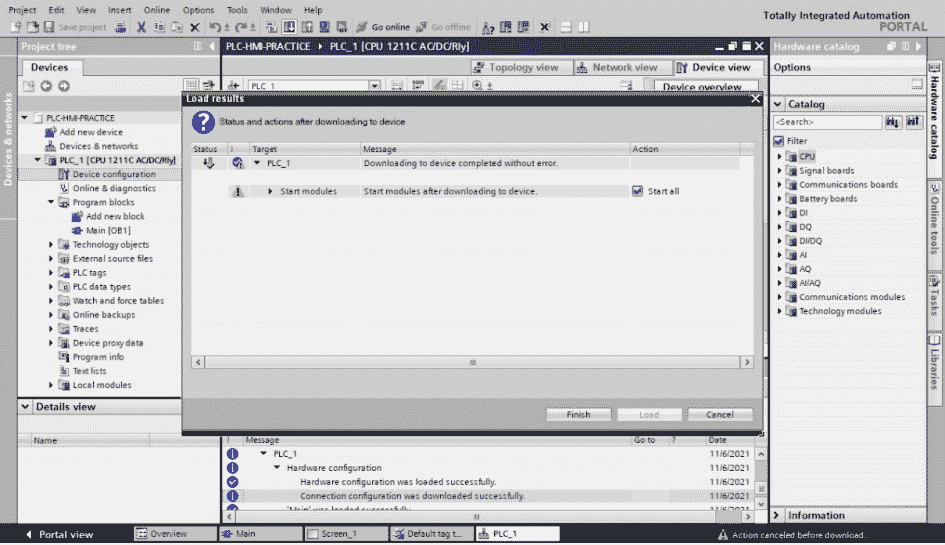 Project Edit View Insert Online Options Tools Window Help
Totally Integrated Automation
PORTAL
Save project Go online Go offline
Project tree
PLC-HMI-PRACTICE PLC_1 [CPU 1211C AC/DC/Rly]
Hardware catalog
Devices
Topology view Network view Device view
Options
PLC_1
Device overview
Load results
Status and actions after downloading to device
Status ! Target Message Action
PLC_1 Downloading to device completed without error.
Start modules Start modules after downloading to device. Start all
Finish Load Cancel
Devices & networks
PLC-HMI-PRACTICE
Add new device
Devices & networks
PLC_1 [CPU 1211C AC/DC/Rly]
Device configuration
Online & diagnostics
Program blocks
Add new block
Main [OB1]
Technology objects
External source files
PLC tags
PLC data types
Watch and force tables
Online backups
Traces
Device proxy data
Program info
Text lists
Local modules
Details view
Name
Catalog
<Search>
Filter
CPU
Signal boards
Communications boards
Battery boards
DI
DQ
DI/DQ
AI
AQ
AI/AQ
Communications modules
Technology modules
Information
Hardware catalog
Online tools
Tasks
Libraries
! Message Go to ? Date
PLC_1 11/6/2021
Hardware configuration 11/6/2021
Hardware configuration was loaded successfully. 11/6/2021
Connection configuration was downloaded successfully. 11/6/2021
'Main' was loaded successfully. 11/6/2021
Portal view Overview Main Screen_1 Default tag t... PLC_1 Action canceled before download.